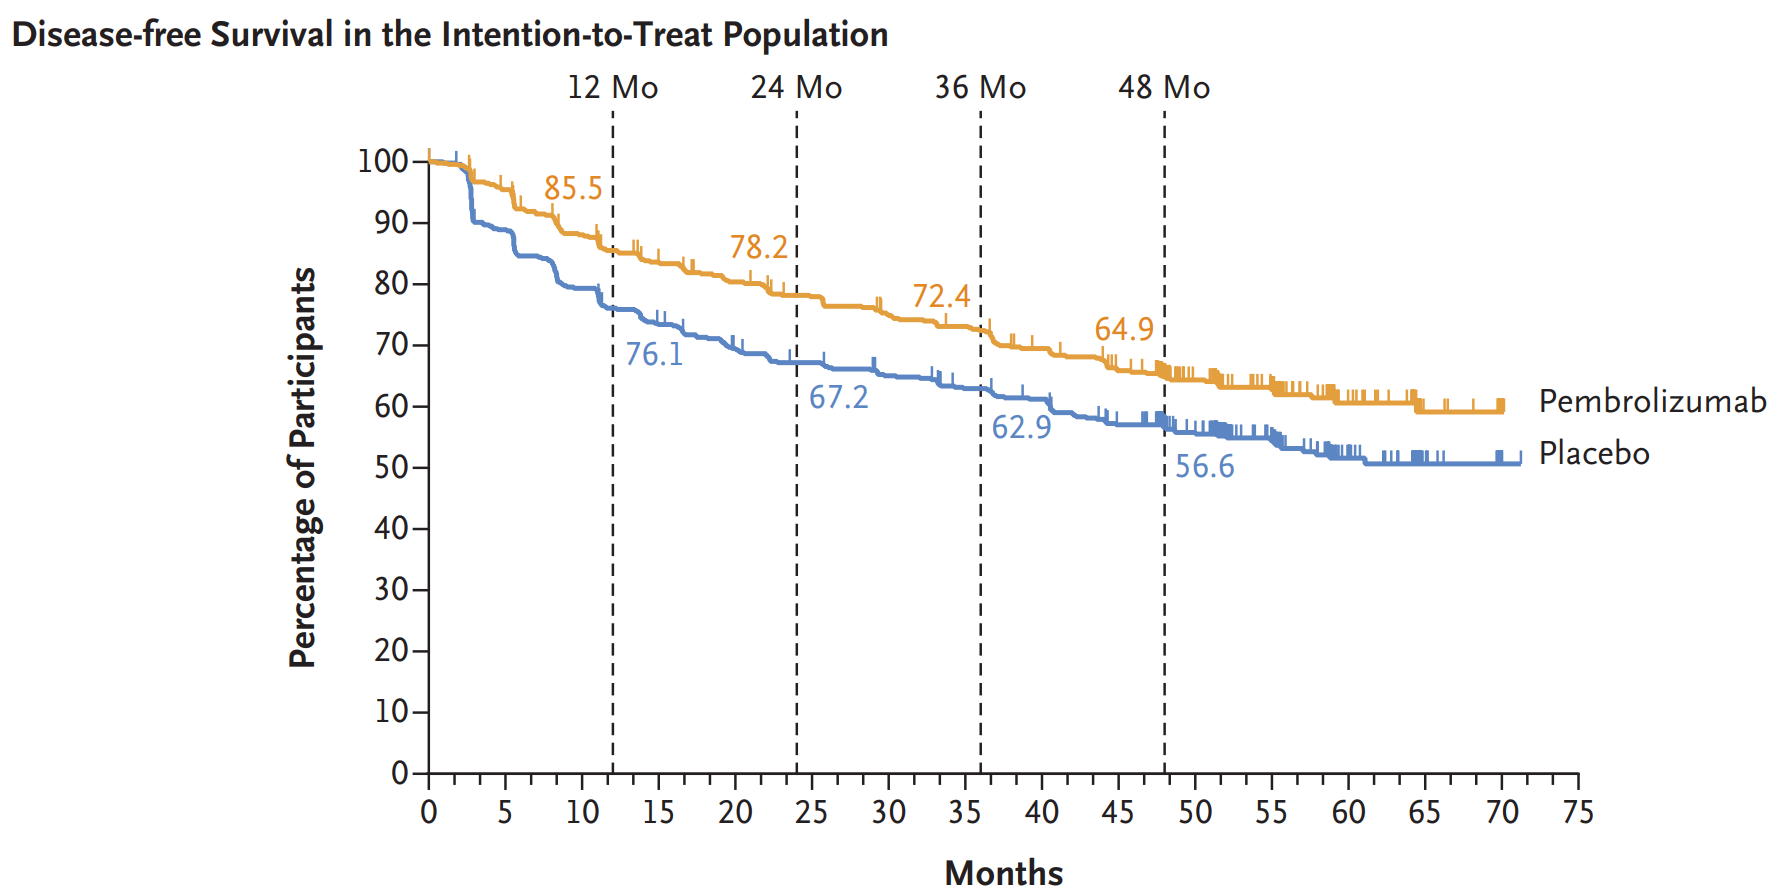 Disease-free Survival in the Intention-to-Treat Population
12 Mo 24 Mo 36 Mo 48 Mo
Percentage of Participants
100
90
80
70
60
50
40
30
20
10
0
85.5
78.2
72.4
64.9
76.1
67.2
62.9
56.6
Pembrolizumab
Placebo
0 5 10 15 20 25 30 35 40 45 50 55 60 65 70 75
Months